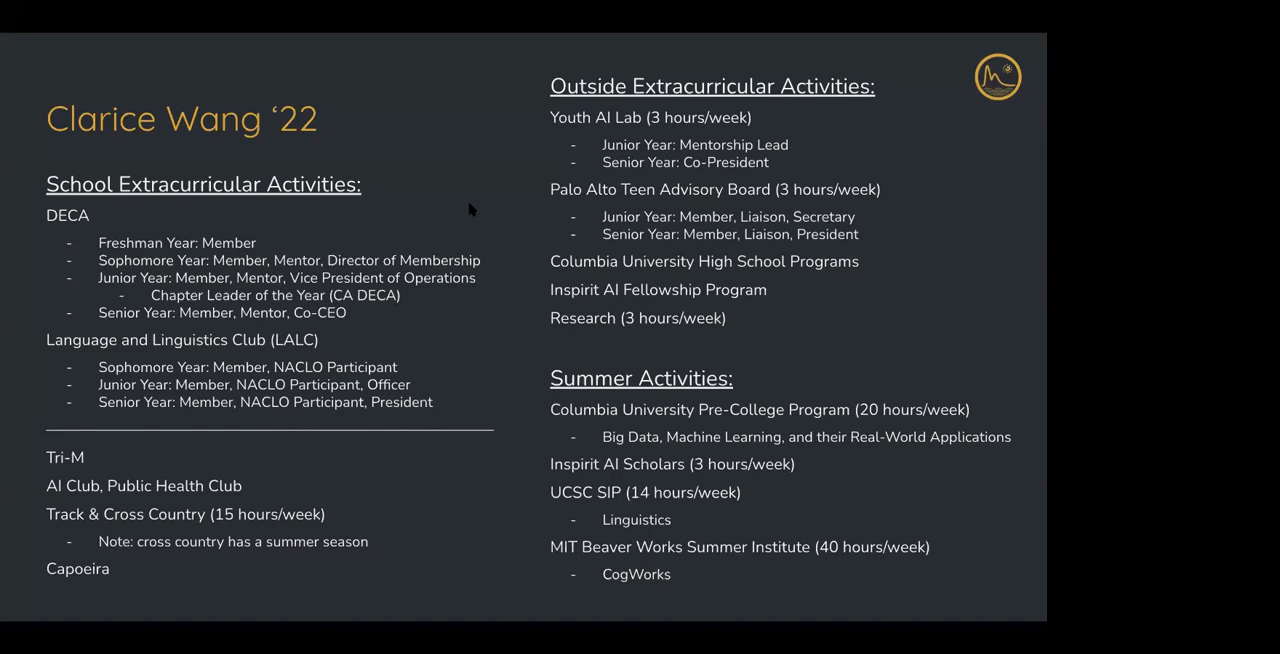 Clarice Wang ‘22
School Extracurricular Activities:
DECA
- Freshman Year: Member
- Sophomore Year: Member, Mentor, Director of Membership
- Junior Year: Member, Mentor, Vice President of Operations
- Chapter Leader of the Year (CA DECA)
- Senior Year: Member, Mentor, Co-CEO
Language and Linguistics Club (LALC)
- Sophomore Year: Member, NACLO Participant
- Junior Year: Member, NACLO Participant, Officer
- Senior Year: Member, NACLO Participant, President
Tri-M
AI Club, Public Health Club
Track & Cross Country (15 hours/week)
- Note: cross country has a summer season
Capoeira
Outside Extracurricular Activities:
Youth AI Lab (3 hours/week)
- Junior Year: Mentorship Lead
- Senior Year: Co-President
Palo Alto Teen Advisory Board (3 hours/week)
- Junior Year: Member, Liaison, Secretary
- Senior Year: Member, Liaison, President
Columbia University High School Programs
Inspirit AI Fellowship Program
Research (3 hours/week)
Summer Activities:
Columbia University Pre-College Program (20 hours/week)
- Big Data, Machine Learning, and their Real-World Applications
Inspirit AI Scholars (3 hours/week)
UCSC SIP (14 hours/week)
- Linguistics
MIT Beaver Works Summer Institute (40 hours/week)
- CogWorks